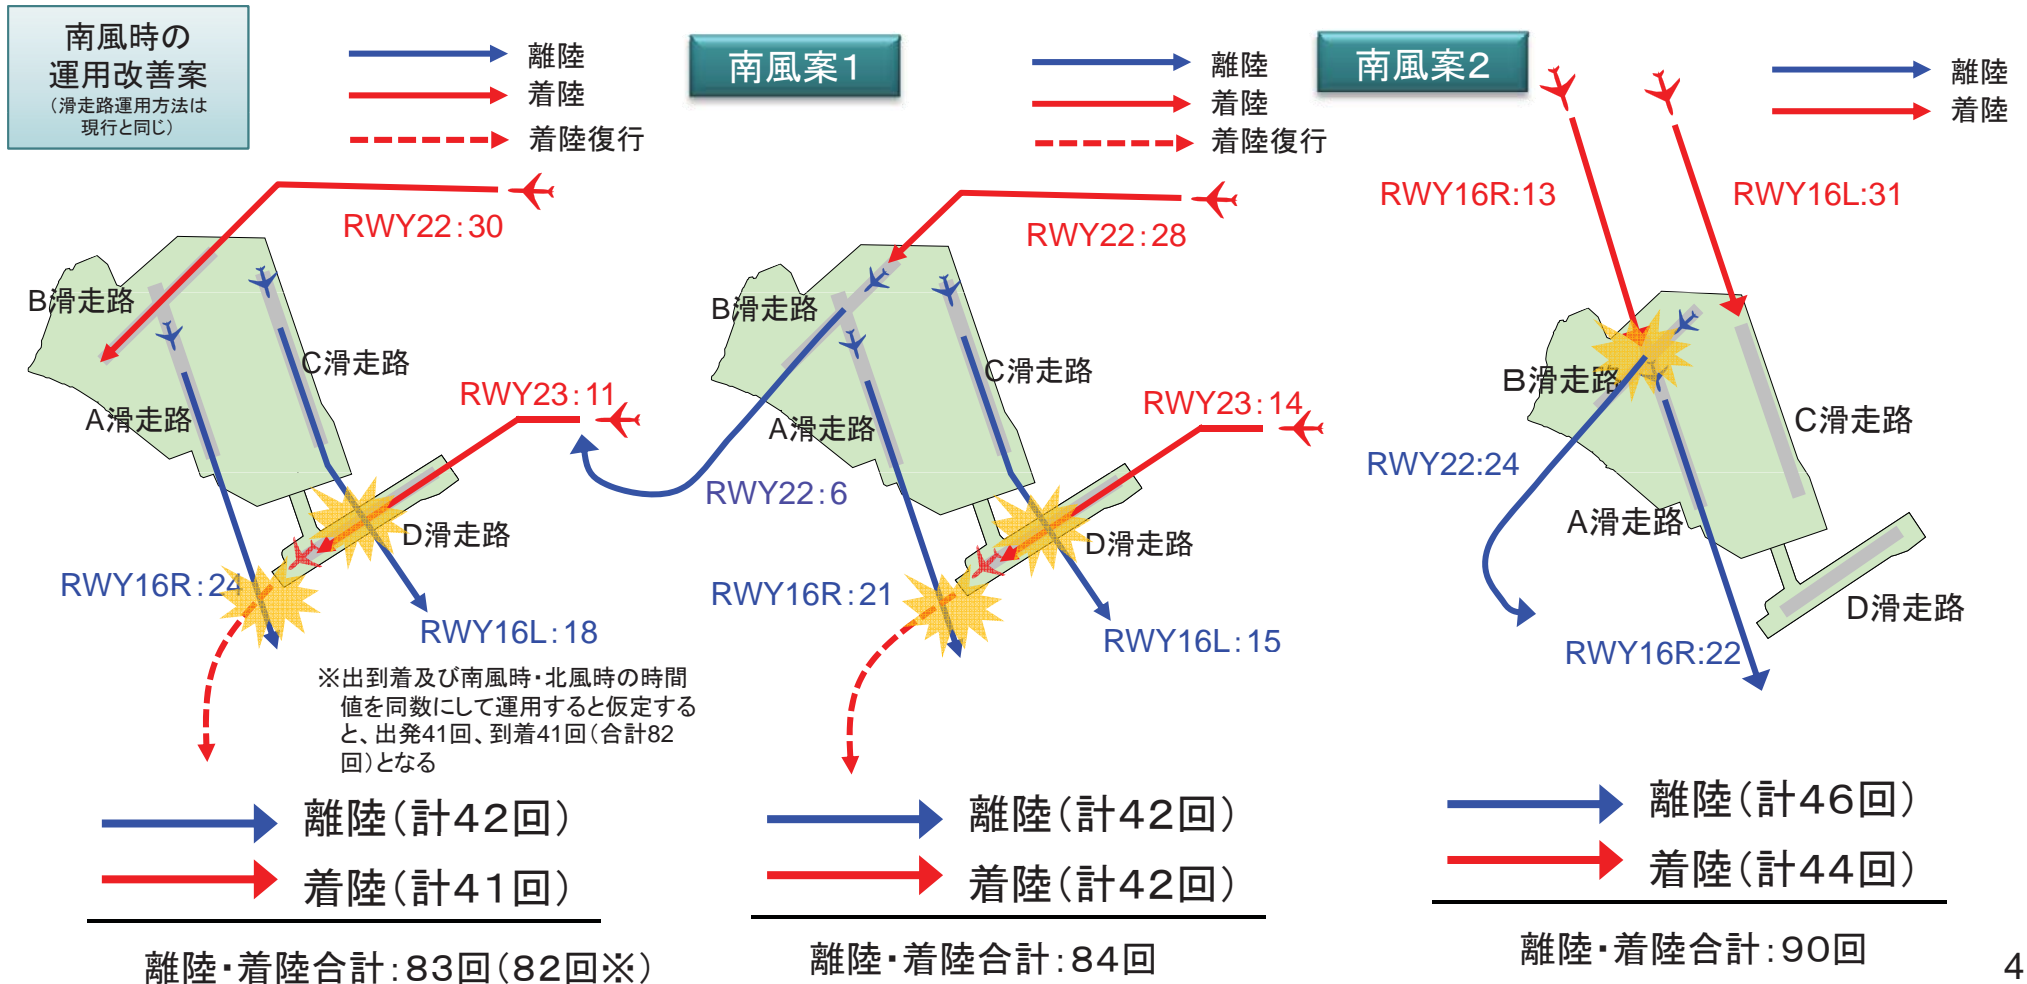 南風時の
運用改善案
(滑走路運用方法は
現行と同じ)
離陸
着陸
着陸復行
RWY22:30
B滑走路
C滑走路
A滑走路
RWY23:11
D滑走路
RWY16R:24
RWY16L:18
※出到着及び南風時・北風時の時間
値を同数にして運用すると仮定する
と、出発41回、到着41回(合計82
回)となる
離陸(計42回)
着陸(計41回)
離陸・着陸合計:83回(82回※)
南風案1
離陸
着陸
着陸復行
RWY22:28
B滑走路
C滑走路
A滑走路
RWY23:14
RWY22:6
D滑走路
RWY16R:21
RWY16L:15
離陸(計42回)
着陸(計42回)
離陸・着陸合計:84回
南風案2
離陸
着陸
RWY16R:13
RWY16L:31
B滑走路
C滑走路
RWY22:24
A滑走路
D滑走路
RWY16R:22
離陸(計46回)
着陸(計44回)
離陸・着陸合計:90回
4